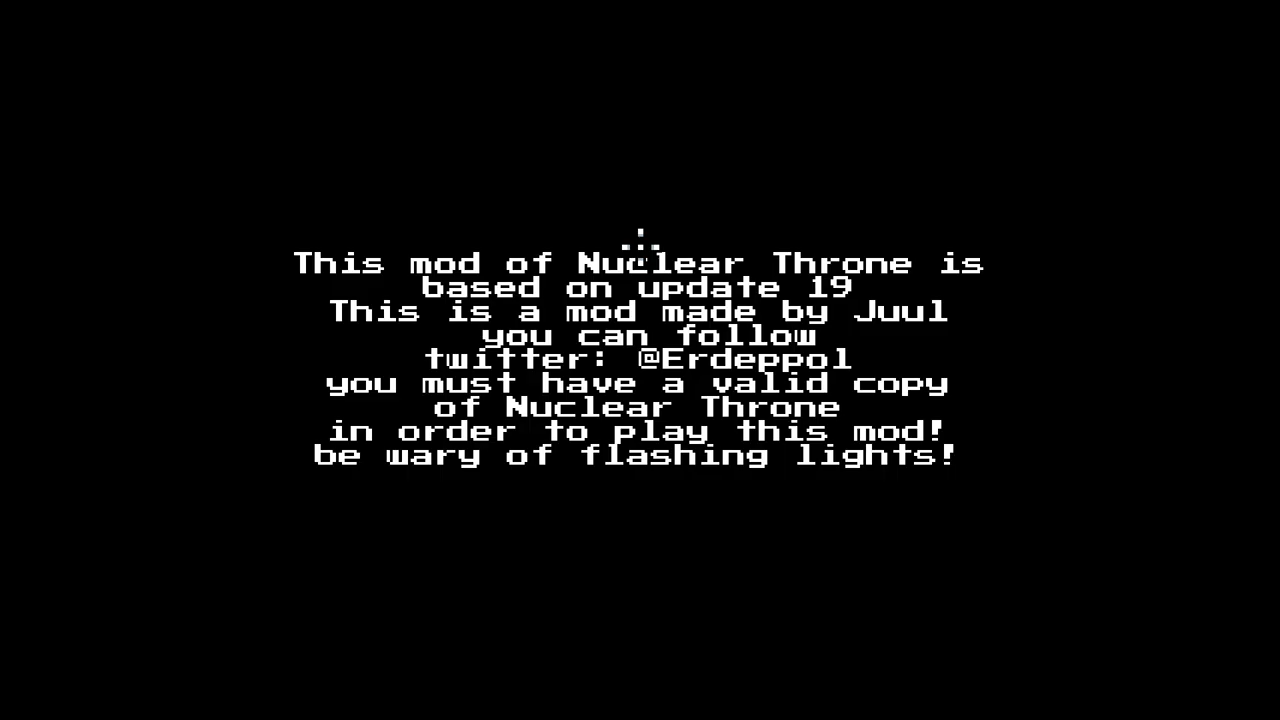 This mod of Nuclear Throne is
based on update 19
This is a mod made by Juul
you can follow
twitter: @Erdeppol
you must have a valid copy
of Nuclear Throne
in order to play this mod!
be wary of flashing lights!